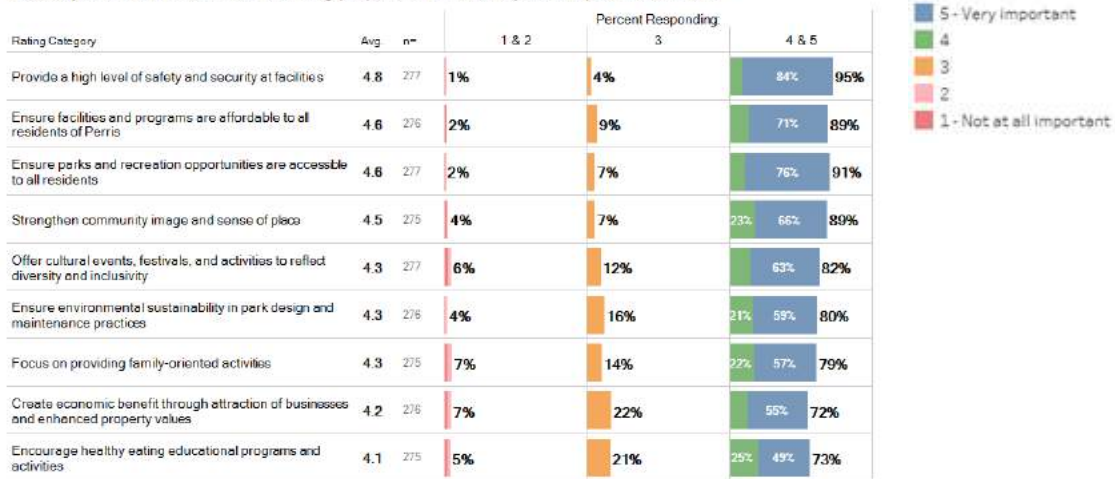 Percent Responding:
Rating Category Avg. n= 1 & 2 3 4 & 5
Provide a high level of safety and security at facilities 4.8 277 1% 4% 84% 95%
Ensure facilities and programs are affordable to all
residents of Perris 4.6 276 2% 9% 71% 89%
Ensure parks and recreation opportunities are accessible
to all residents 4.6 277 2% 7% 76% 91%
Strengthen community image and sense of place 4.5 275 4% 7% 23% 66% 89%
Offer cultural events, festivals, and activities to reflect
diversity and inclusivity 4.3 277 6% 12% 63% 82%
Ensure environmental sustainability in park design and
maintenance practices 4.3 276 4% 16% 21% 59% 80%
Focus on providing family-oriented activities 4.3 275 7% 14% 22% 57% 79%
Create economic benefit through attraction of businesses
and enhanced property values 4.2 276 7% 22% 55% 72%
Encourage healthy eating educational programs and
activities 4.1 275 5% 21% 25% 49% 73%
5 - Very important
4
3
2
1 - Not at all important